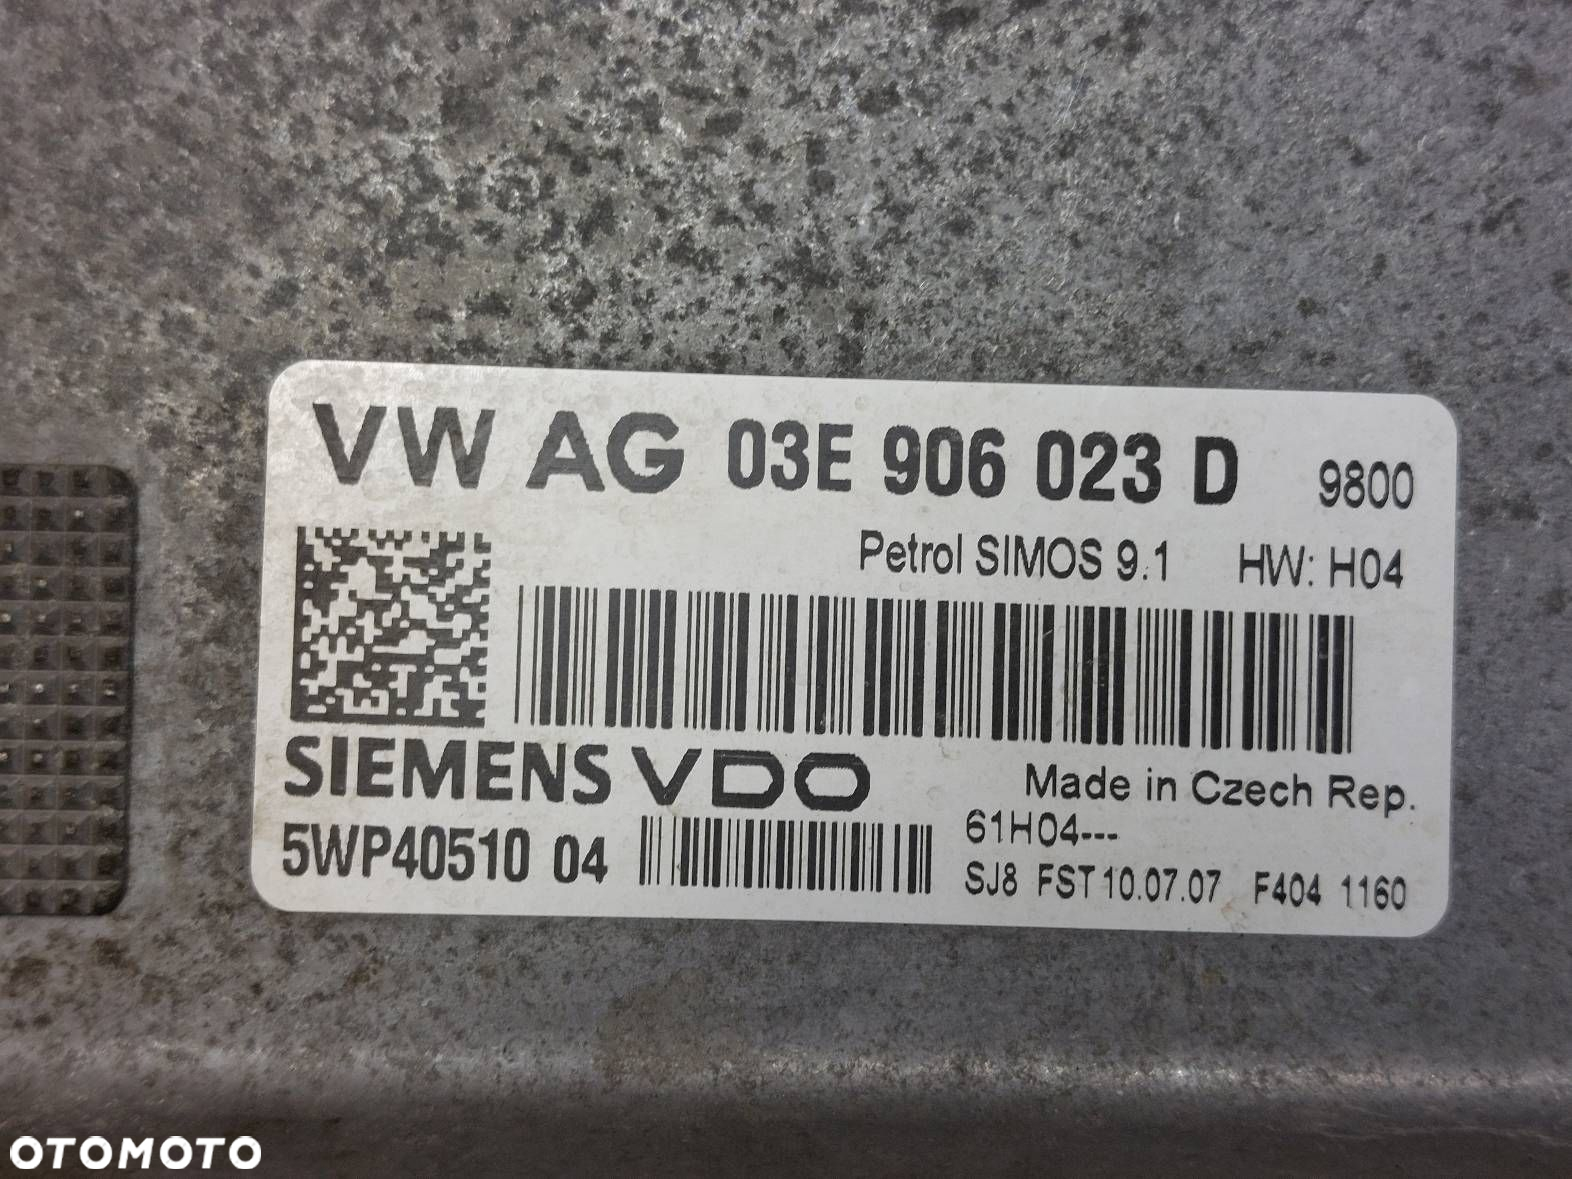 VW AG 03E 906 023 D 9800
Petrol SIMOS 9.1 HW: H04
SIEMENS VDO Made in Czech Rep.
5WP40510 04 61H04---
SJ8 FST 10.07.07 F404 1160
OTOMOTO